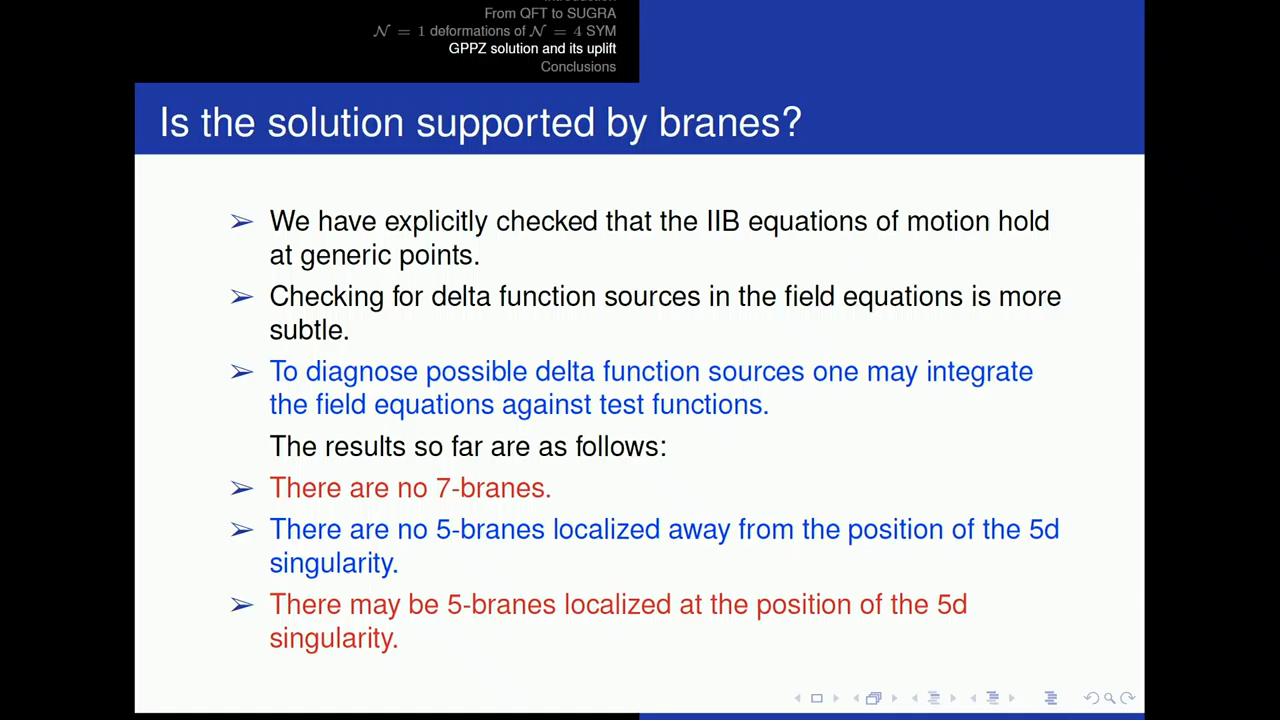 Introduction
From QFT to SUGRA
𝒩 = 1 deformations of 𝒩 = 4 SYM
GPPZ solution and its uplift
Conclusions
Is the solution supported by branes?
➢ We have explicitly checked that the IIB equations of motion hold
at generic points.
➢ Checking for delta function sources in the field equations is more
subtle.
➢ To diagnose possible delta function sources one may integrate
the field equations against test functions.
The results so far are as follows:
➢ There are no 7-branes.
➢ There are no 5-branes localized away from the position of the 5d
singularity.
➢ There may be 5-branes localized at the position of the 5d
singularity.